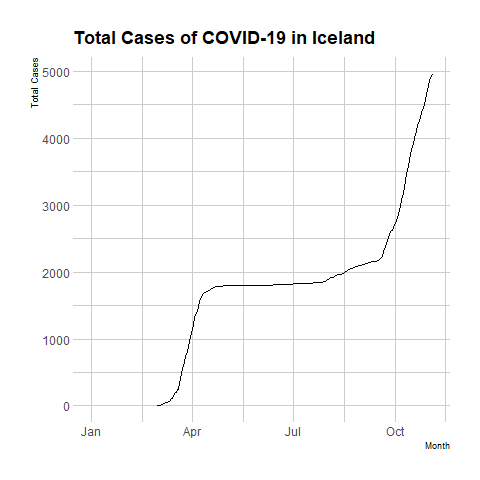 Total Cases of COVID-19 in Iceland
Total Cases
5000
4000
3000
2000
1000
0
Jan Apr Jul Oct
Month